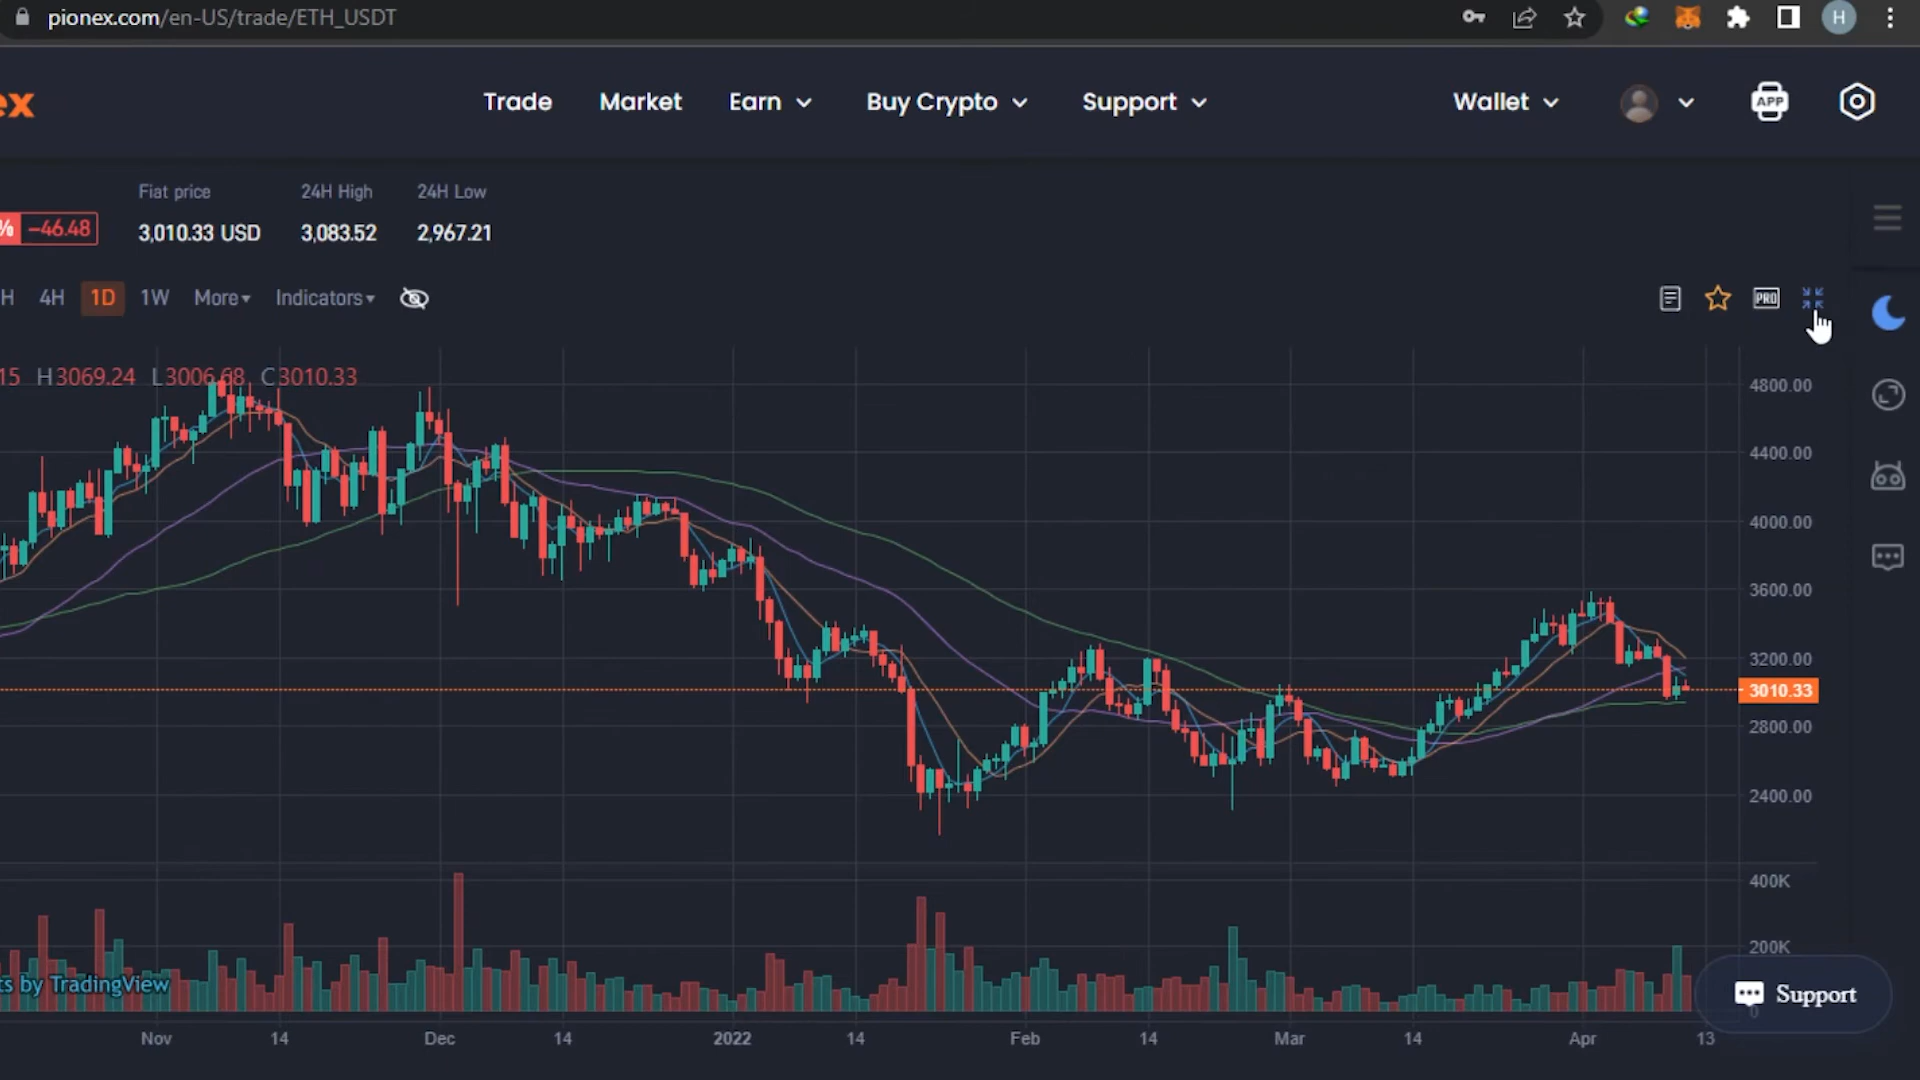 pionex.com/en-US/trade/ETH_USDT
H
ex
Trade
Market
Earn
Buy Crypto
Support
Wallet
APP
Fiat price
24H High
24H Low
% −46.48
3,010.33 USD
3,083.52
2,967.21
H
4H
1D
1W
More
Indicators
PRO
15 H3069.24 L3006.68 C3010.33
4800.00
4400.00
4000.00
3600.00
3200.00
3010.33
2800.00
2400.00
400K
200K
0
ts by TradingView
Support
Nov
14
Dec
14
2022
14
Feb
14
Mar
14
Apr
13